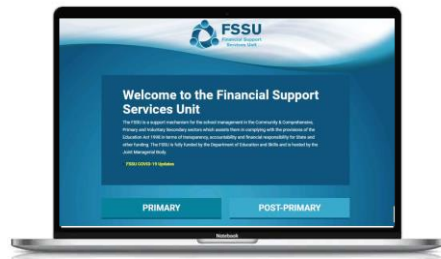 FSSU
Financial Support
Services Unit
Welcome to the Financial Support
Services Unit
The FSSU is a support mechanism for the school management in the Community & Comprehensive,
Primary and Voluntary Secondary sectors which assists them in complying with the provisions of the
Education Act 1998 in terms of transparency, accountability and financial responsibility for State and
other funding. The FSSU is fully funded by the Department of Education and Skills and is hosted by the
Joint Managerial Body.
FSSU COVID-19 Updates
PRIMARY
POST-PRIMARY
Notebook